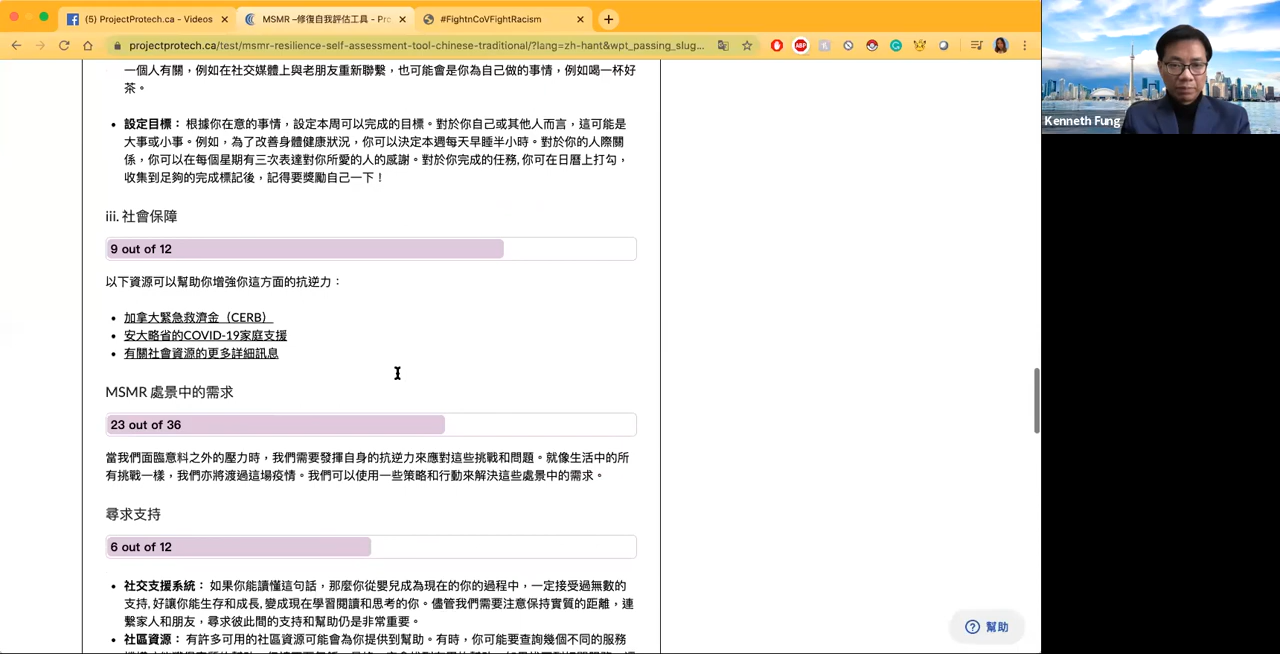 (5) ProjectProtech.ca - Videos
MSMR –修復自我評估工具 - Pro
#FightnCoVFightRacism
projectprotech.ca/test/msmr-resilience-self-assessment-tool-chinese-traditional/?lang=zh-hant&wpt_passing_slug...
ABP
Kenneth Fung
一個人有關，例如在社交媒體上與老朋友重新聯繫，也可能會是你為自己做的事情，例如喝一杯好
茶。
• 設定目標： 根據你在意的事情，設定本周可以完成的目標。對於你自己或其他人而言，這可能是
大事或小事。例如，為了改善身體健康狀況，你可以決定本週每天早睡半小時。對於你的人際關
係，你可以在每個星期有三次表達對你所愛的人的感謝。對於你完成的任務, 你可在日曆上打勾，
收集到足夠的完成標記後，記得要獎勵自己一下！
iii. 社會保障
9 out of 12
以下資源可以幫助你增強你這方面的抗逆力：
• 加拿大緊急救濟金（CERB）
• 安大略省的COVID-19家庭支援
• 有關社會資源的更多詳細訊息
MSMR 處景中的需求
23 out of 36
當我們面臨意料之外的壓力時，我們需要發揮自身的抗逆力來應對這些挑戰和問題。就像生活中的所
有挑戰一樣，我們亦將渡過這場疫情。我們可以使用一些策略和行動來解決這些處景中的需求。
尋求支持
6 out of 12
• 社交支援系統： 如果你能讀懂這句話，那麼你從嬰兒成為現在的你的過程中，一定接受過無數的
支持, 好讓你能生存和成長, 變成現在學習閱讀和思考的你。儘管我們需要注意保持實質的距離，連
繫家人和朋友，尋求彼此間的支持和幫助仍是非常重要。
• 社區資源： 有許多可用的社區資源可能會為你提供到幫助。有時，你可能要查詢幾個不同的服務
幫助